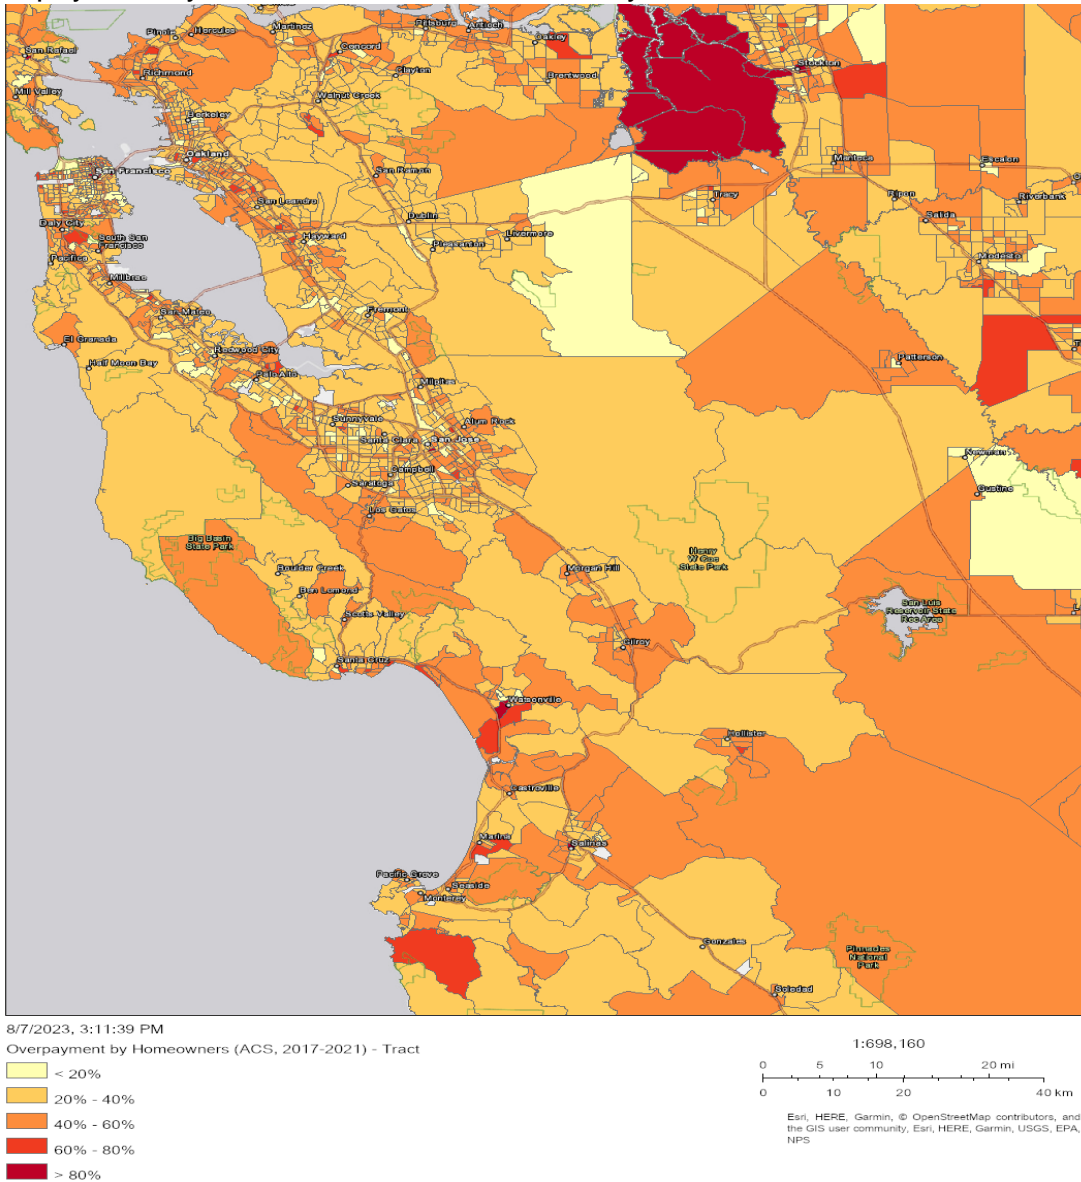 Pinole
Hercules
Martinez
Pittsburg
Antioch
San Rafael
Concord
Oakley
Richmond
Clayton
Brentwood
Stockton
Mill Valley
Walnut Creek
Berkeley
Oakland
San Francisco
Manteca
Escalon
San Ramon
Tracy
Ripon
Riverbank
San Leandro
Daly City
Dublin
Salida
South San
Francisco
Hayward
Pleasanton
Livermore
Pacifica
Modesto
Millbrae
San Mateo
Fremont
El Granada
Redwood City
Half Moon Bay
Patterson
Palo Alto
Milpitas
Sunnyvale
Alum Rock
Santa Clara
San Jose
Newman
Campbell
Saratoga
Gustine
Los Gatos
Big Basin
State Park
Henry
W Coe
State Park
Boulder Creek
Morgan Hill
Ben Lomond
San Luis
Reservoir State
Rec Area
Scotts Valley
Gilroy
Santa Cruz
Watsonville
Hollister
Castroville
Marina
Salinas
Pacific Grove
Seaside
Monterey
Gonzales
Pinnacles
National
Park
Soledad
8/7/2023, 3:11:39 PM
Overpayment by Homeowners (ACS, 2017-2021) - Tract
< 20%
20% - 40%
40% - 60%
60% - 80%
> 80%
1:698,160
0 5 10 20 mi
0 10 20 40 km
Esri, HERE, Garmin, © OpenStreetMap contributors, and
the GIS user community, Esri, HERE, Garmin, USGS, EPA,
NPS